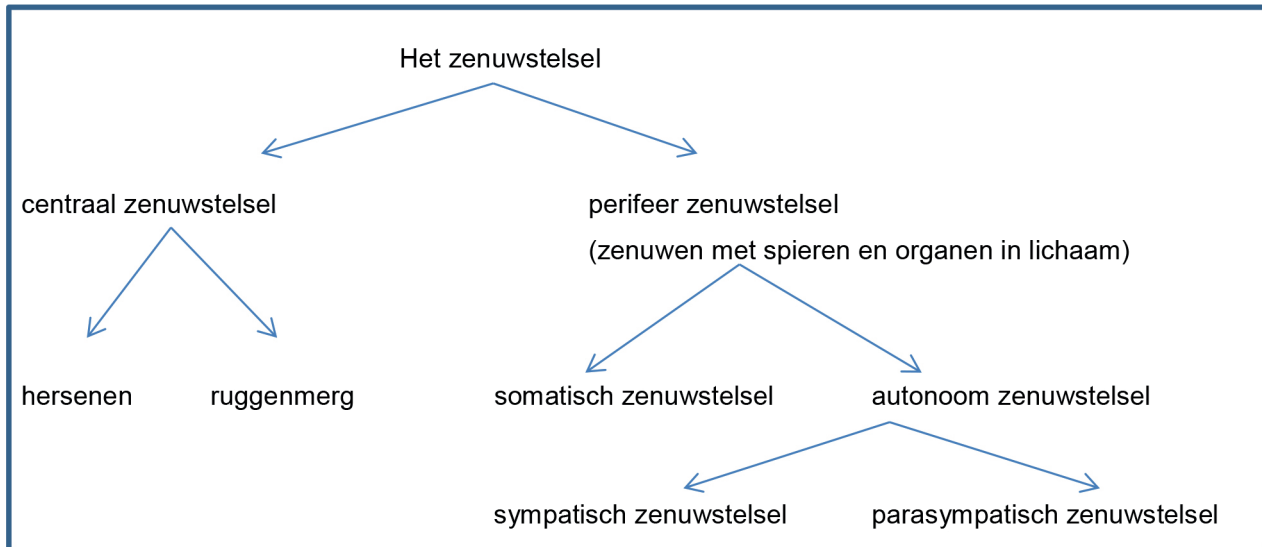 Het zenuwstelsel
centraal zenuwstelsel perifeer zenuwstelsel
(zenuwen met spieren en organen in lichaam)
hersenen ruggenmerg somatisch zenuwstelsel autonoom zenuwstelsel
sympatisch zenuwstelsel parasympatisch zenuwstelsel